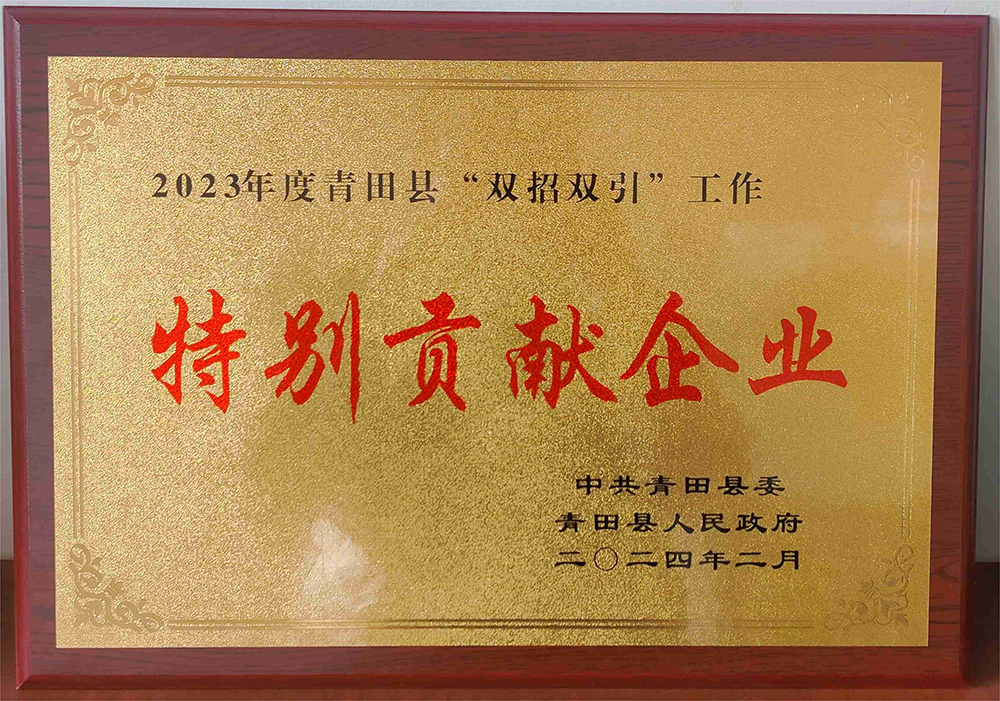 2023年度青田县“双招双引”工作
特别贡献企业
中共青田县委
青田县人民政府
二〇二四年二月